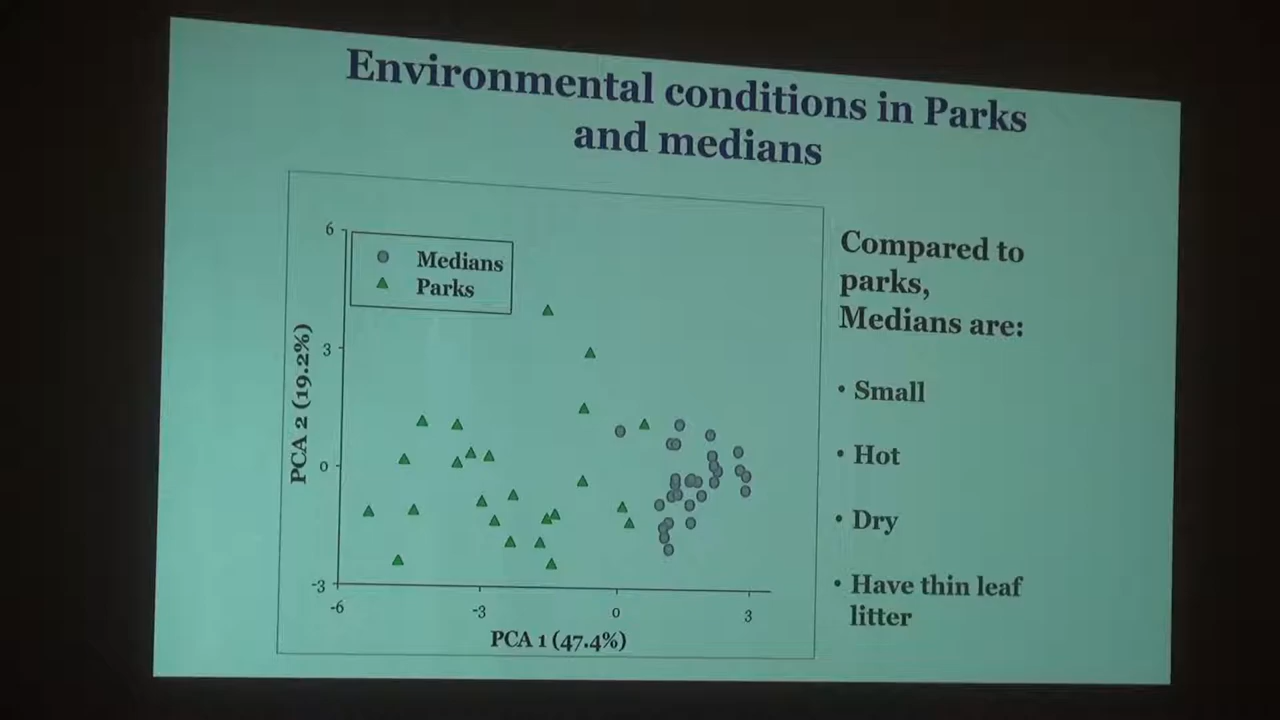 Environmental conditions in Parks
and medians
6
Medians
Parks
3
0
-3
PCA 2 (19.2%)
-6
-3
0
3
PCA 1 (47.4%)
Compared to
parks,
Medians are:
• Small
• Hot
• Dry
• Have thin leaf
litter